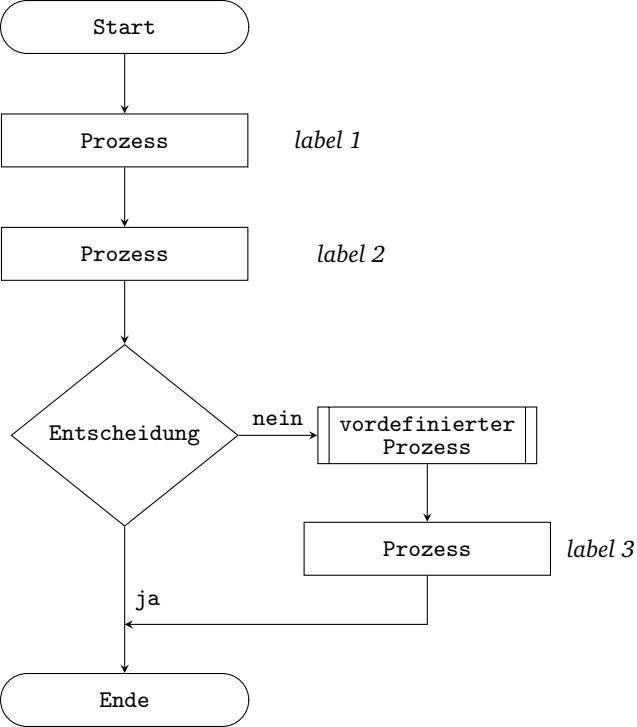 Start
Prozess
label 1
Prozess
label 2
Entscheidung
nein
vordefinierter
Prozess
Prozess
label 3
ja
Ende